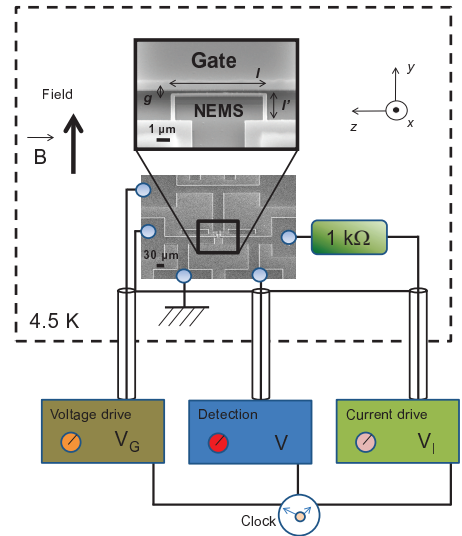 Gate
l
g
NEMS
l'
1 µm
Field
B
y
z
x
30 µm
1 kΩ
4.5 K
Voltage drive
Detection
Current drive
V_G
V
V_I
Clock